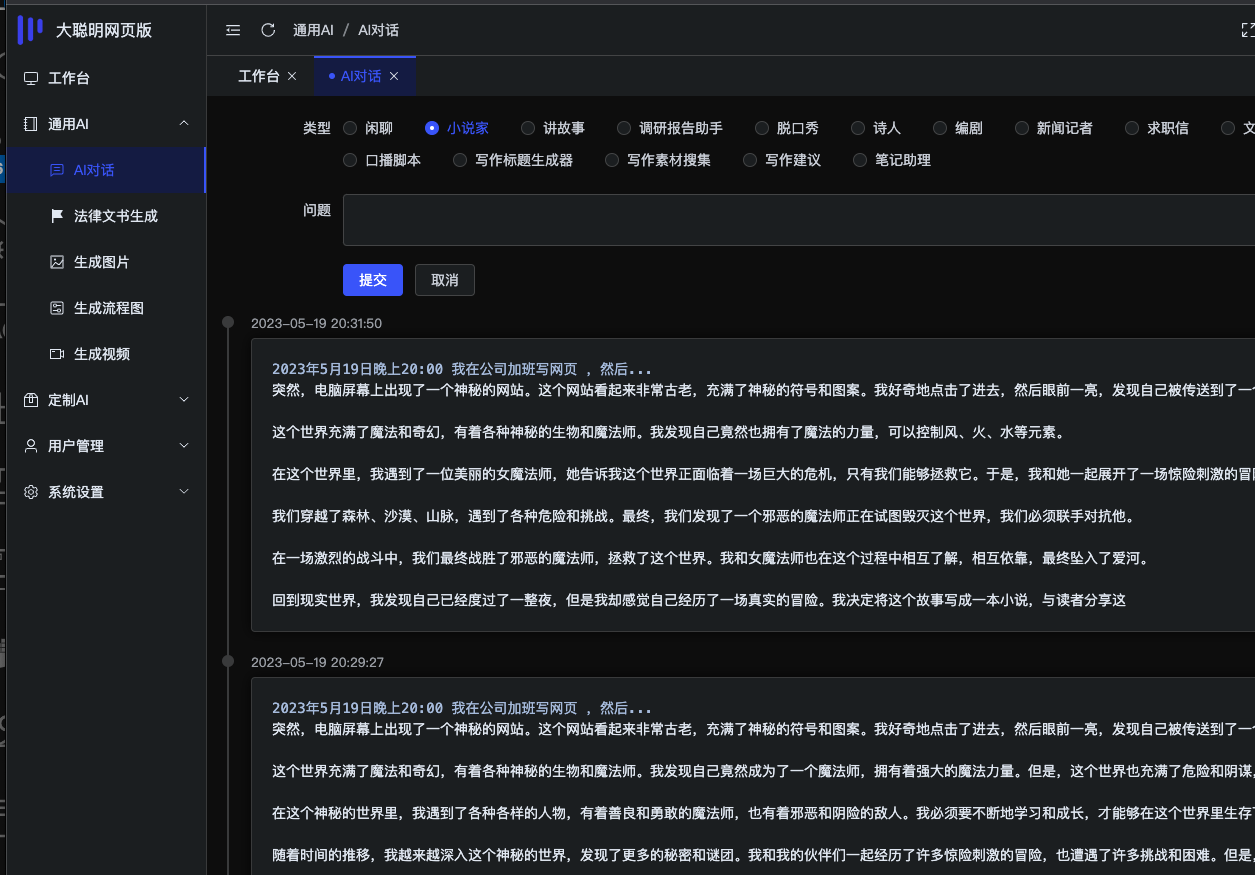 大聪明网页版
通用AI / AI对话
工作台
AI对话
工作台
通用AI
AI对话
法律文书生成
生成图片
生成流程图
生成视频
定制AI
用户管理
系统设置
类型 闲聊 小说家 讲故事 调研报告助手 脱口秀 诗人 编剧 新闻记者 求职信 文
口播脚本 写作标题生成器 写作素材搜集 写作建议 笔记助理
问题
提交 取消
2023-05-19 20:31:50
2023年5月19日晚上20:00 我在公司加班写网页 ，然后...
突然，电脑屏幕上出现了一个神秘的网站。这个网站看起来非常古老，充满了神秘的符号和图案。我好奇地点击了进去，然后眼前一亮，发现自己被传送到了一个
这个世界充满了魔法和奇幻，有着各种神秘的生物和魔法师。我发现自己竟然也拥有了魔法的力量，可以控制风、火、水等元素。
在这个世界里，我遇到了一位美丽的女魔法师，她告诉我这个世界正面临着一场巨大的危机，只有我们能够拯救它。于是，我和她一起展开了一场惊险刺激的冒
我们穿越了森林、沙漠、山脉，遇到了各种危险和挑战。最终，我们发现了一个邪恶的魔法师正在试图毁灭这个世界，我们必须联手对抗他。
在一场激烈的战斗中，我们最终战胜了邪恶的魔法师，拯救了这个世界。我和女魔法师也在这个过程中相互了解，相互依靠，最终坠入了爱河。
回到现实世界，我发现自己已经度过了一整夜，但是我却感觉自己经历了一场真实的冒险。我决定将这个故事写成一本小说，与读者分享这
2023-05-19 20:29:27
2023年5月19日晚上20:00 我在公司加班写网页 ，然后...
突然，电脑屏幕上出现了一个神秘的网站。这个网站看起来非常古老，充满了神秘的符号和图案。我好奇地点击了进去，然后眼前一亮，发现自己被传送到了一个
这个世界充满了魔法和奇幻，有着各种神秘的生物和魔法师。我发现自己竟然成为了一个魔法师，拥有着强大的魔法力量。但是，这个世界也充满了危险和阴谋，
在这个神秘的世界里，我遇到了各种各样的人物，有着善良和勇敢的魔法师，也有着邪恶和阴险的敌人。我必须要不断地学习和成长，才能够在这个世界里生存下
随着时间的推移，我越来越深入这个神秘的世界，发现了更多的秘密和谜团。我和我的伙伴们一起经历了许多惊险刺激的冒险，也遭遇了许多挑战和困难。但是，